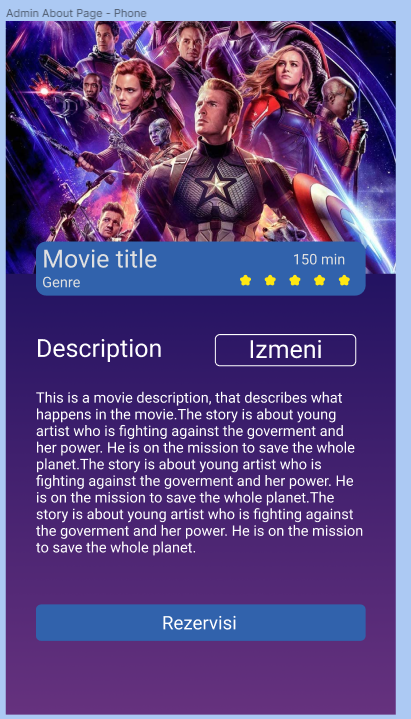 Admin About Page - Phone
Movie title
150 min
Genre
Description
Izmeni
This is a movie description, that describes what
happens in the movie.The story is about young
artist who is fighting against the goverment and
her power. He is on the mission to save the whole
planet.The story is about young artist who is
fighting against the goverment and her power. He
is on the mission to save the whole planet.The
story is about young artist who is fighting against
the goverment and her power. He is on the mission
to save the whole planet.
Rezervisi